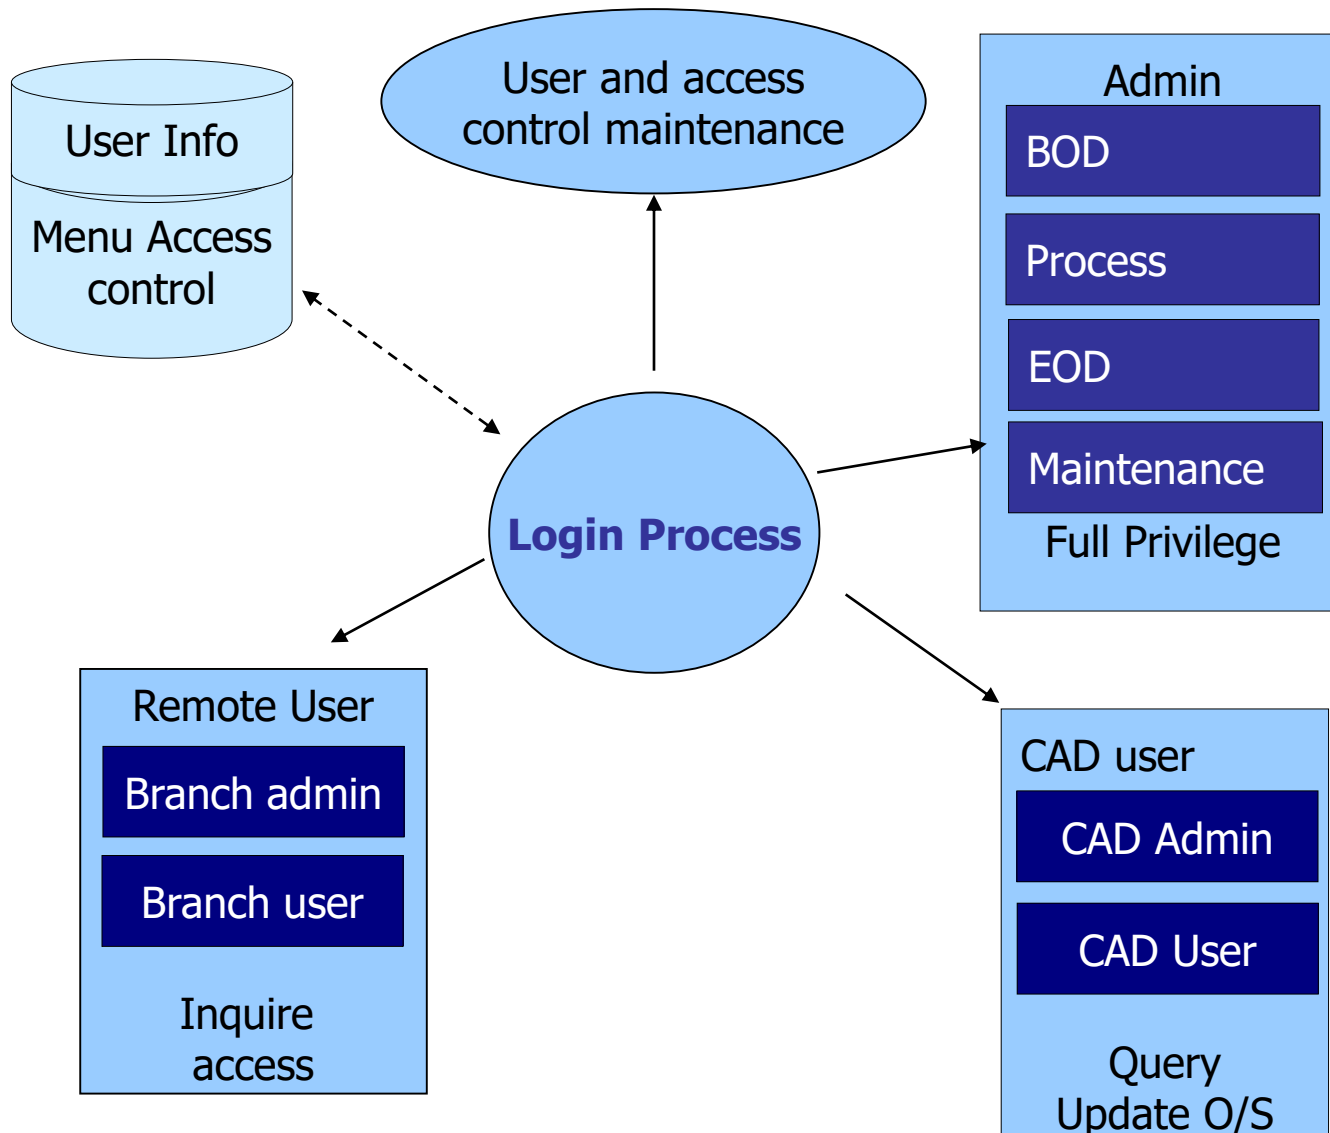 User Info
Menu Access
control
User and access
control maintenance
Admin
BOD
Process
EOD
Maintenance
Full Privilege
Login Process
Remote User
Branch admin
Branch user
Inquire
access
CAD user
CAD Admin
CAD User
Query
Update O/S